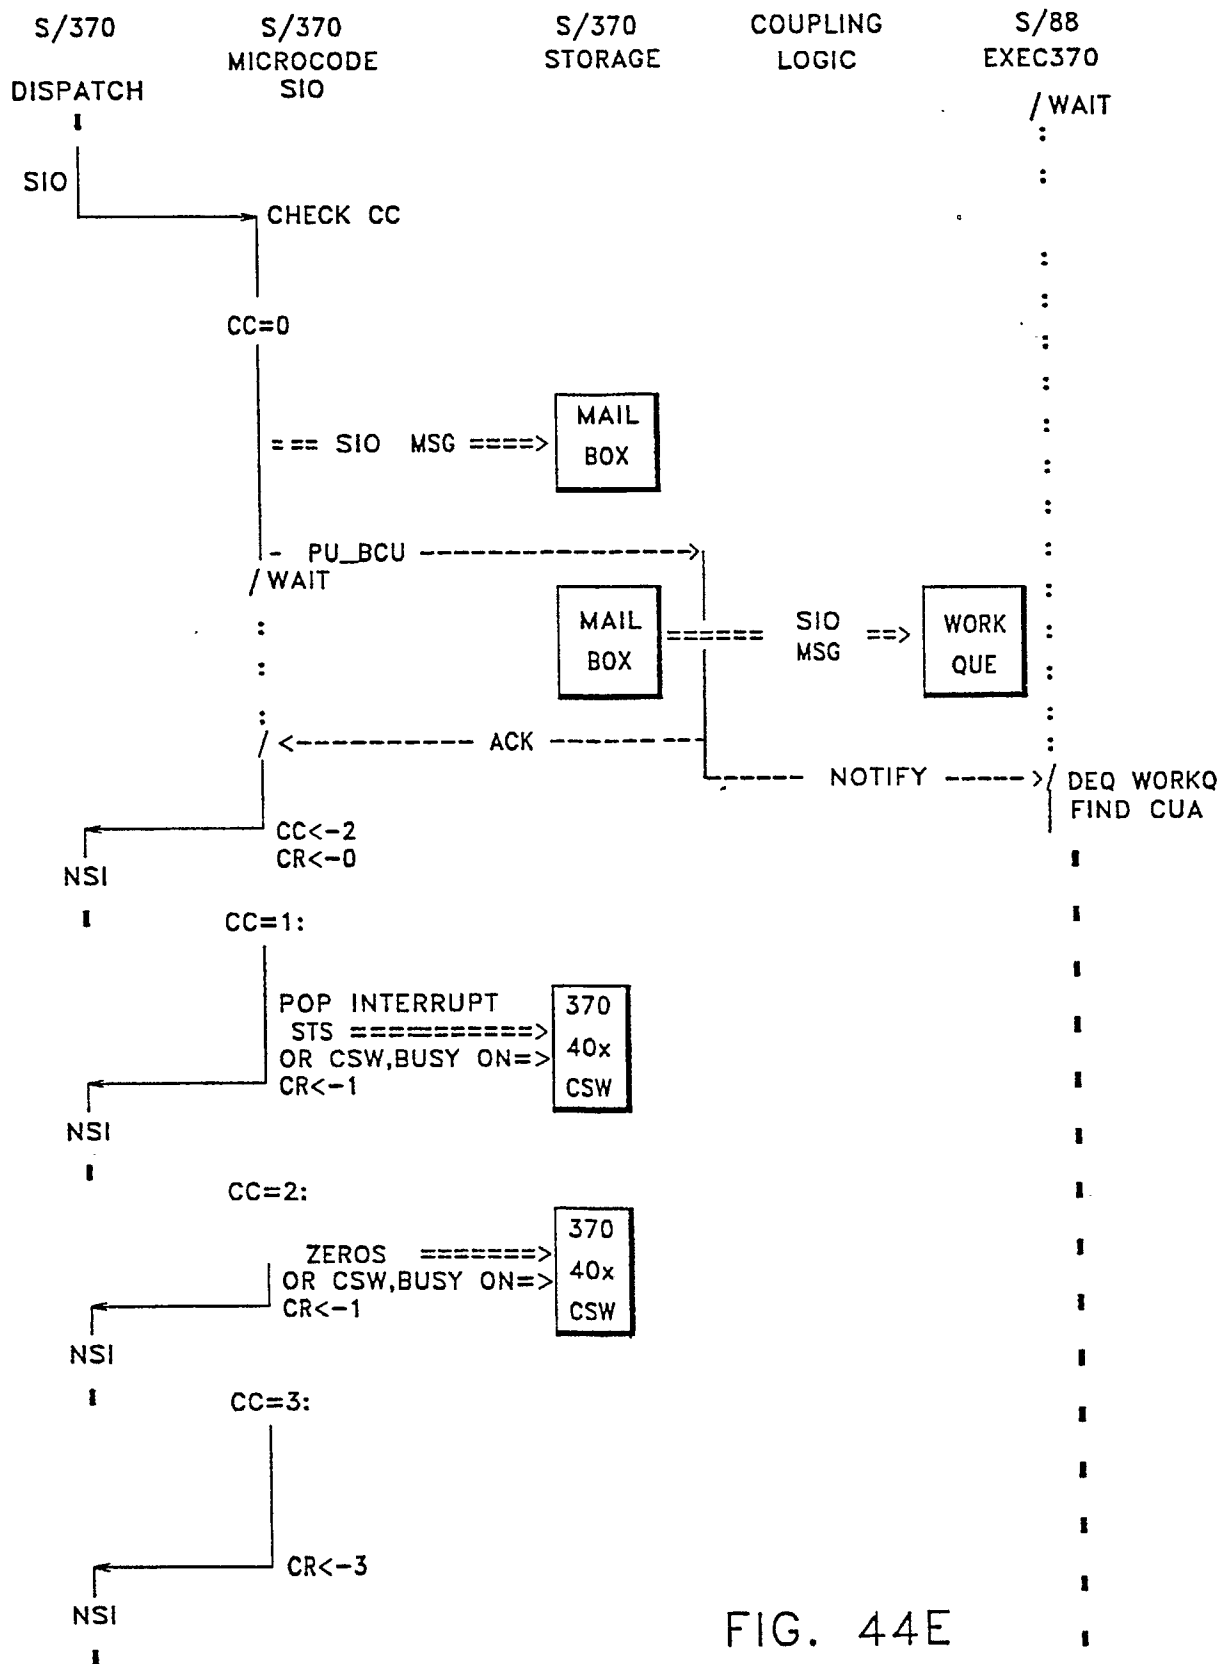 S/370 S/370 S/370 COUPLING S/88
MICROCODE STORAGE LOGIC EXEC370
SIO
DISPATCH
/WAIT
SIO
CHECK CC
CC=0
MAIL
=== SIO MSG ====>
BOX
- PU_BCU ---------------->
/WAIT
MAIL ====== SIO ==> WORK
BOX MSG QUE
/ <---------- ACK --------
------ NOTIFY ----->/ DEQ WORKQ
FIND CUA
CC<-2
CR<-0
NSI
CC=1:
POP INTERRUPT 370
STS ==========>
OR CSW,BUSY ON=> 40x
CR<-1 CSW
NSI
CC=2:
370
ZEROS =======>
OR CSW,BUSY ON=> 40x
CR<-1 CSW
NSI
CC=3:
CR<-3
NSI
FIG. 44E